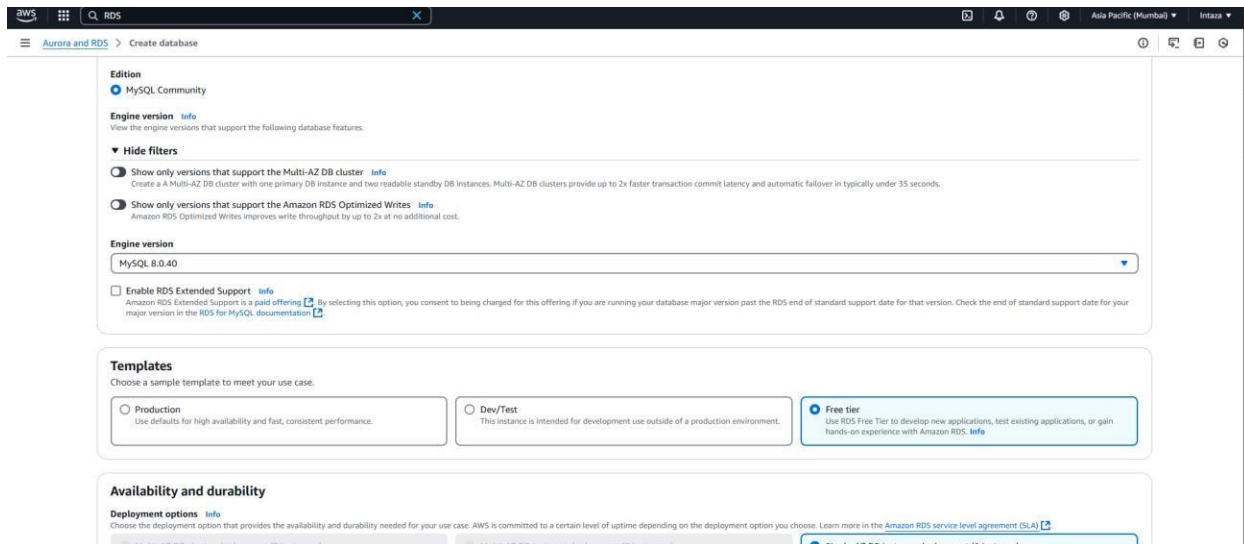 aws
RDS
Asia Pacific (Mumbai)
Intaza
Aurora and RDS > Create database
Edition
MySQL Community
Engine version Info
View the engine versions that support the following database features.
Hide filters
Show only versions that support the Multi-AZ DB cluster Info
Create a A Multi-AZ DB cluster with one primary DB instance and two readable standby DB instances. Multi-AZ DB clusters provide up to 2x faster transaction commit latency and automatic failover in typically under 35 seconds.
Show only versions that support the Amazon RDS Optimized Writes Info
Amazon RDS Optimized Writes improves write throughput by up to 2x at no additional cost.
Engine version
MySQL 8.0.40
Enable RDS Extended Support Info
Amazon RDS Extended Support is a paid offering. By selecting this option, you consent to being charged for this offering if you are running your database major version past the RDS end of standard support date for that version. Check the end of standard support date for your
major version in the RDS for MySQL documentation.
Templates
Choose a sample template to meet your use case.
Production
Use defaults for high availability and fast, consistent performance.
Dev/Test
This instance is intended for development use outside of a production environment.
Free tier
Use RDS Free Tier to develop new applications, test existing applications, or gain
hands-on experience with Amazon RDS. Info
Availability and durability
Deployment options Info
Choose the deployment option that provides the availability and durability needed for your use case. AWS is committed to a certain level of uptime depending on the deployment option you choose. Learn more in the Amazon RDS service level agreement (SLA).